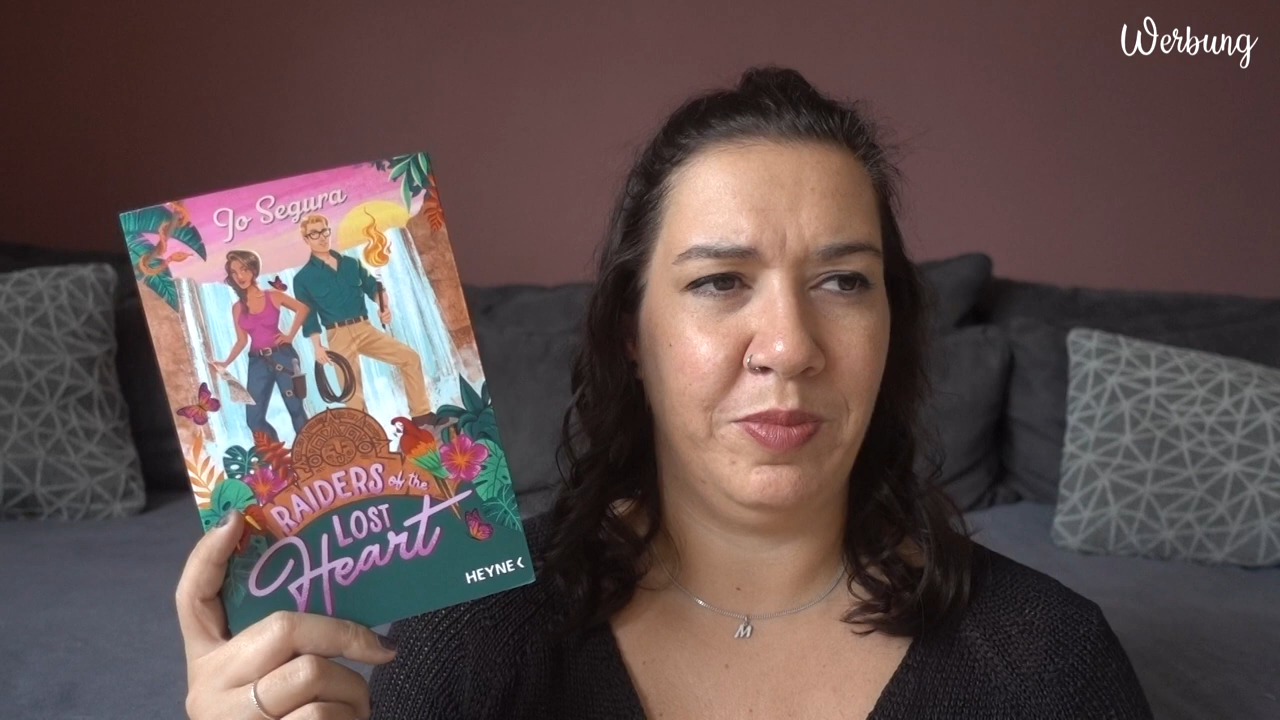 Werbung
Jo Segura
RAIDERS of the
LOST
Heart
HEYNE
M